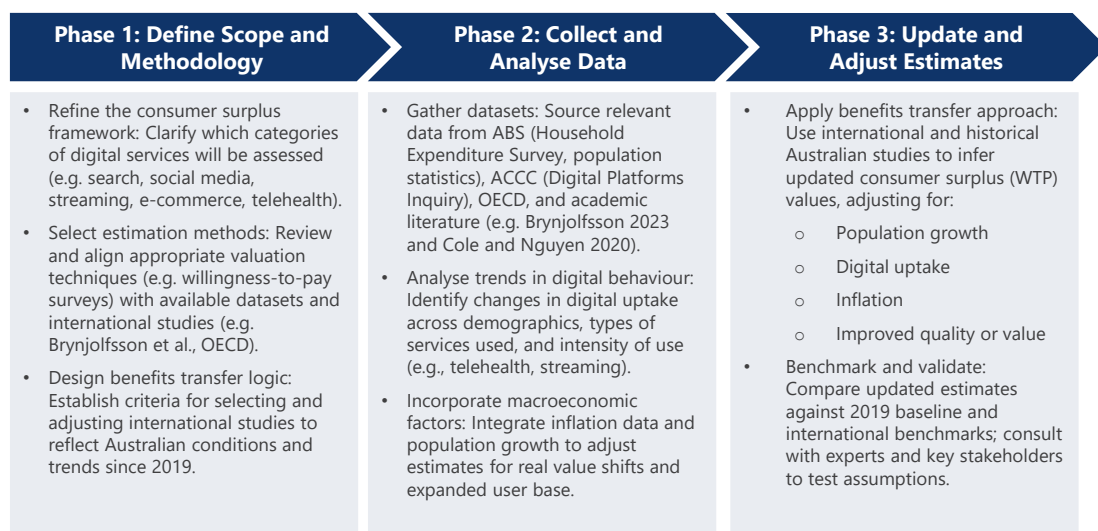 Phase 1: Define Scope and
Methodology
Phase 2: Collect and
Analyse Data
Phase 3: Update and
Adjust Estimates
• Refine the consumer surplus
framework: Clarify which categories
of digital services will be assessed
(e.g. search, social media,
streaming, e-commerce, telehealth).
• Select estimation methods: Review
and align appropriate valuation
techniques (e.g. willingness-to-pay
surveys) with available datasets and
international studies (e.g.
Brynjolfsson et al., OECD).
• Design benefits transfer logic:
Establish criteria for selecting and
adjusting international studies to
reflect Australian conditions and
trends since 2019.
• Gather datasets: Source relevant
data from ABS (Household
Expenditure Survey, population
statistics), ACCC (Digital Platforms
Inquiry), OECD, and academic
literature (e.g. Brynjolfsson 2023
and Cole and Nguyen 2020).
• Analyse trends in digital behaviour:
Identify changes in digital uptake
across demographics, types of
services used, and intensity of use
(e.g., telehealth, streaming).
• Incorporate macroeconomic
factors: Integrate inflation data and
population growth to adjust
estimates for real value shifts and
expanded user base.
• Apply benefits transfer approach:
Use international and historical
Australian studies to infer
updated consumer surplus (WTP)
values, adjusting for:
o Population growth
o Digital uptake
o Inflation
o Improved quality or value
• Benchmark and validate:
Compare updated estimates
against 2019 baseline and
international benchmarks; consult
with experts and key stakeholders
to test assumptions.